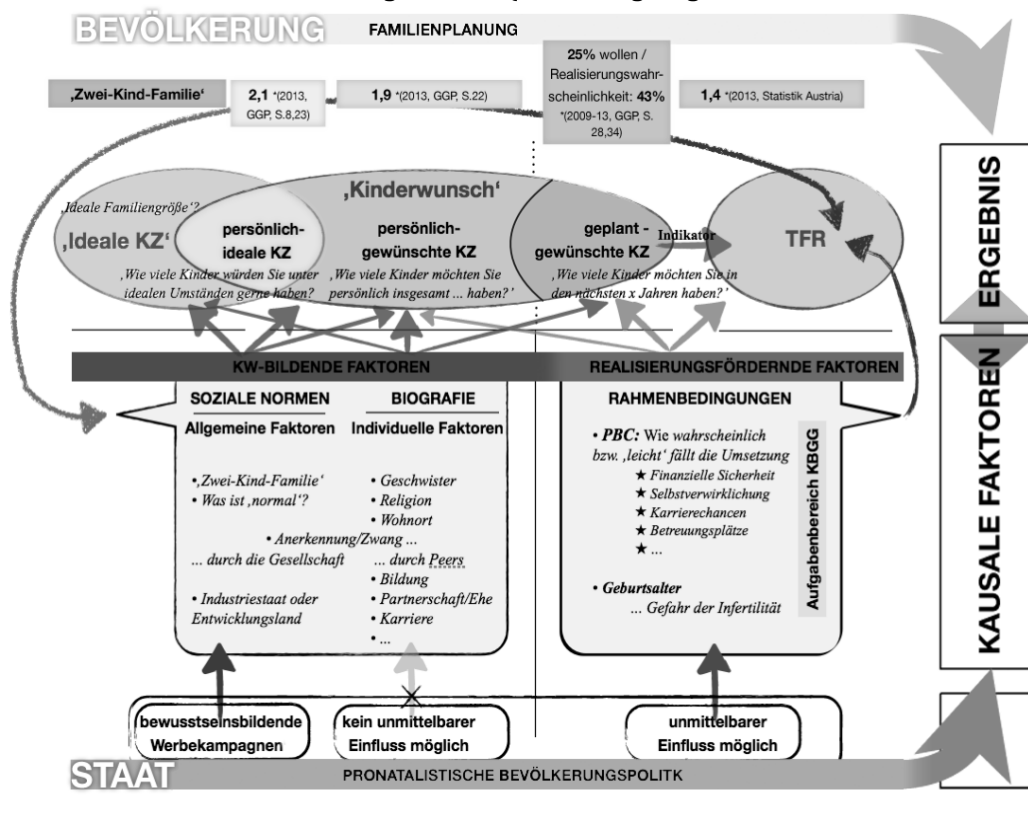 BEVÖLKERUNG
FAMILIENPLANUNG
‚Zwei-Kind-Familie‘
2,1 *(2013,
GGP, S.8,23)
1,9 *(2013, GGP, S.22)
25% wollen /
Realisierungswahr-
scheinlichkeit: 43%
*(2009-13, GGP, S.
28,34)
1,4 *(2013, Statistik Austria)
‚Ideale Familiengröße‘?
‚Ideale KZ‘
persönlich-
ideale KZ
‚Wie viele Kinder würden Sie unter
idealen Umständen gerne haben?
‚Kinderwunsch‘
persönlich-
gewünschte KZ
‚Wie viele Kinder möchten Sie
persönlich insgesamt ... haben?‘
geplant -
gewünschte KZ
‚Wie viele Kinder möchten Sie in
den nächsten x Jahren haben?‘
Indikator
TFR
KW-BILDENDE FAKTOREN
REALISIERUNGSFÖRDERNDE FAKTOREN
SOZIALE NORMEN
Allgemeine Faktoren
•‚Zwei-Kind-Familie‘
• Was ist ‚normal‘?
• Anerkennung/Zwang ...
... durch die Gesellschaft
• Industriestaat oder
Entwicklungsland
BIOGRAFIE
Individuelle Faktoren
• Geschwister
• Religion
• Wohnort
... durch Peers
• Bildung
• Partnerschaft/Ehe
• Karriere
• ...
RAHMENBEDINGUNGEN
• PBC: Wie wahrscheinlich
bzw. ‚leicht‘ fällt die Umsetzung
★ Finanzielle Sicherheit
★ Selbstverwirklichung
★ Karrierechancen
★ Betreuungsplätze
★ ...
• Geburtsalter
... Gefahr der Infertilität
Aufgabenbereich KBGG
bewusstseinsbildende
Werbekampagnen
kein unmittelbarer
Einfluss möglich
unmittelbarer
Einfluss möglich
STAAT
PRONATALISTISCHE BEVÖLKERUNGSPOLITK
ERGEBNIS
KAUSALE FAKTOREN